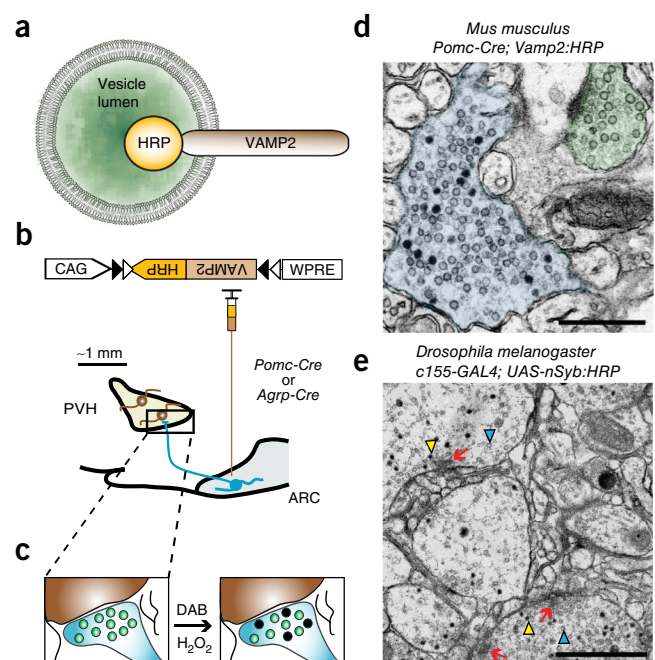 a
Vesicle
lumen
HRP
VAMP2
b
CAG
HRP
VAMP2
WPRE
~1 mm
Pomc-Cre
or
Agrp-Cre
PVH
ARC
c
DAB
H₂O₂
d
Mus musculus
Pomc-Cre; Vamp2:HRP
e
Drosophila melanogaster
c155-GAL4; UAS-nSyb:HRP